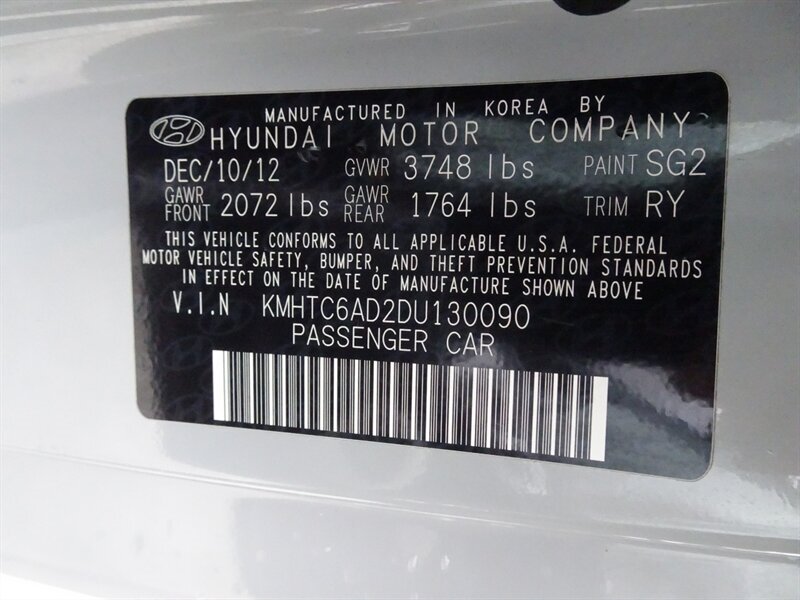 MANUFACTURED IN KOREA BY
HYUNDAI MOTOR COMPANY
DEC/10/12 GVWR 3748 lbs PAINT SG2
GAWR FRONT 2072 lbs GAWR REAR 1764 lbs TRIM RY
THIS VEHICLE CONFORMS TO ALL APPLICABLE U.S.A. FEDERAL
MOTOR VEHICLE SAFETY, BUMPER, AND THEFT PREVENTION STANDARDS
IN EFFECT ON THE DATE OF MANUFACTURE SHOWN ABOVE
V.I.N KMHTC6AD2DU130090
PASSENGER CAR